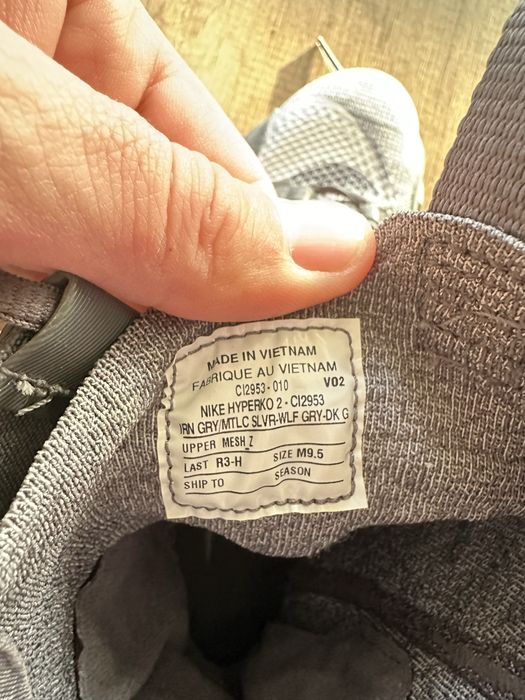 MADE IN VIETNAM
FABRIQUE AU VIETNAM
CI2953-010 V02
NIKE HYPERKO 2-CI2953
IRN GRY/MTLC SLVR-WLF GRY-DK G
UPPER MESH_Z
LAST R3-H SIZE M9.5
SHIP TO SEASON